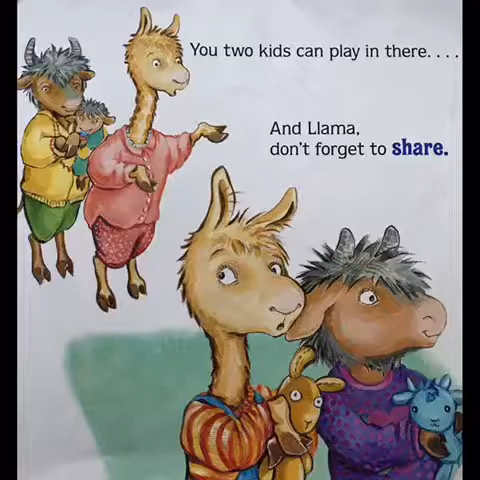 You two kids can play in there. . . .
And Llama,
don't forget to share.